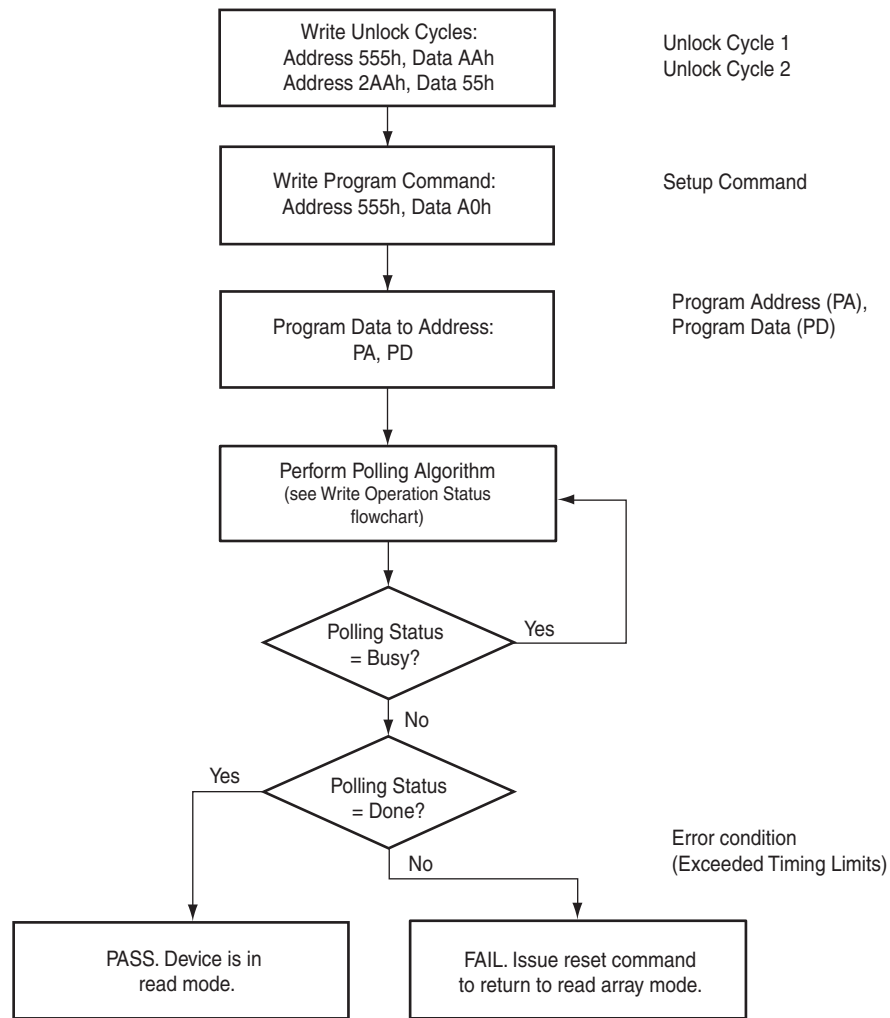 Write Unlock Cycles:
Address 555h, Data AAh
Address 2AAh, Data 55h
Unlock Cycle 1
Unlock Cycle 2
Write Program Command:
Address 555h, Data A0h
Setup Command
Program Data to Address:
PA, PD
Program Address (PA),
Program Data (PD)
Perform Polling Algorithm
(see Write Operation Status
flowchart)
Polling Status
= Busy?
Yes
No
Polling Status
= Done?
Yes
No
Error condition
(Exceeded Timing Limits)
PASS. Device is in
read mode.
FAIL. Issue reset command
to return to read array mode.